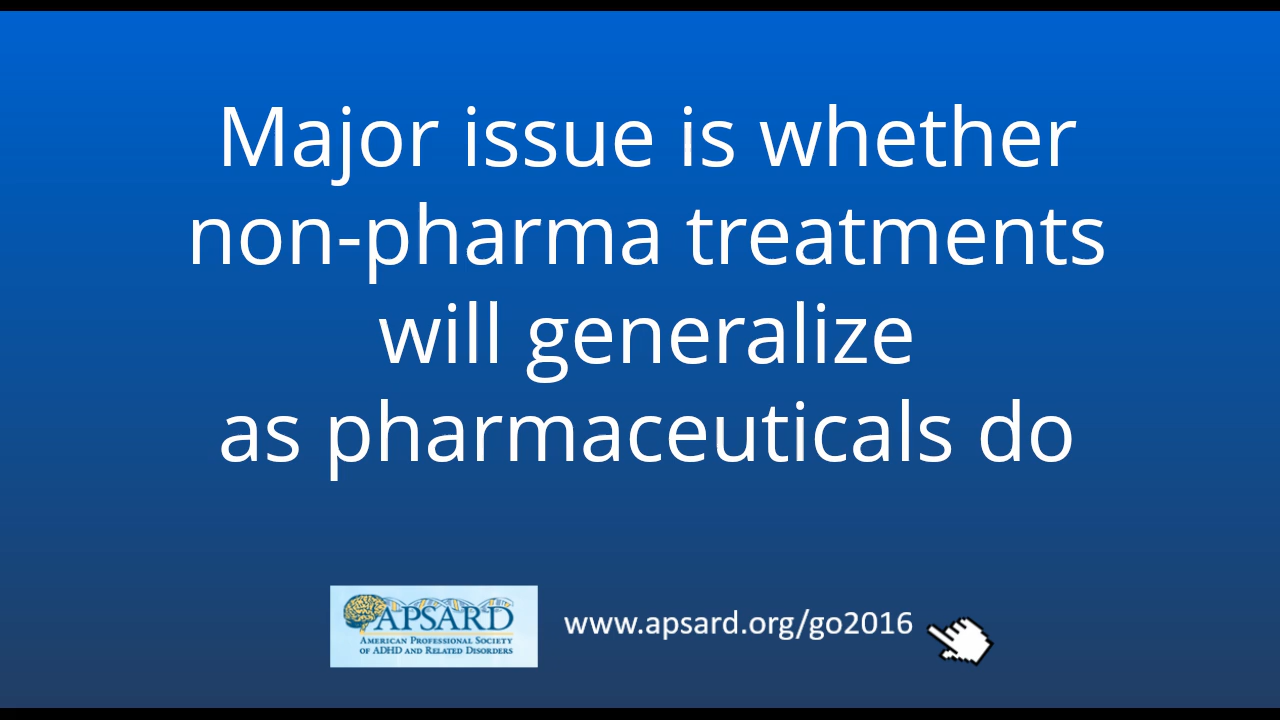 Major issue is whether
non-pharma treatments
will generalize
as pharmaceuticals do
APSARD
AMERICAN PROFESSIONAL SOCIETY
OF ADHD AND RELATED DISORDERS
www.apsard.org/go2016